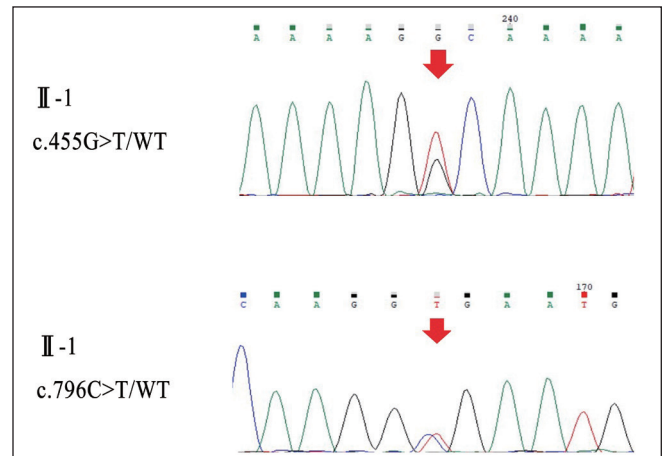 240
A A A A G G C A A A A
Ⅱ-1
c.455G>T/WT
170
C A A G G T G A A T G
Ⅱ-1
c.796C>T/WT